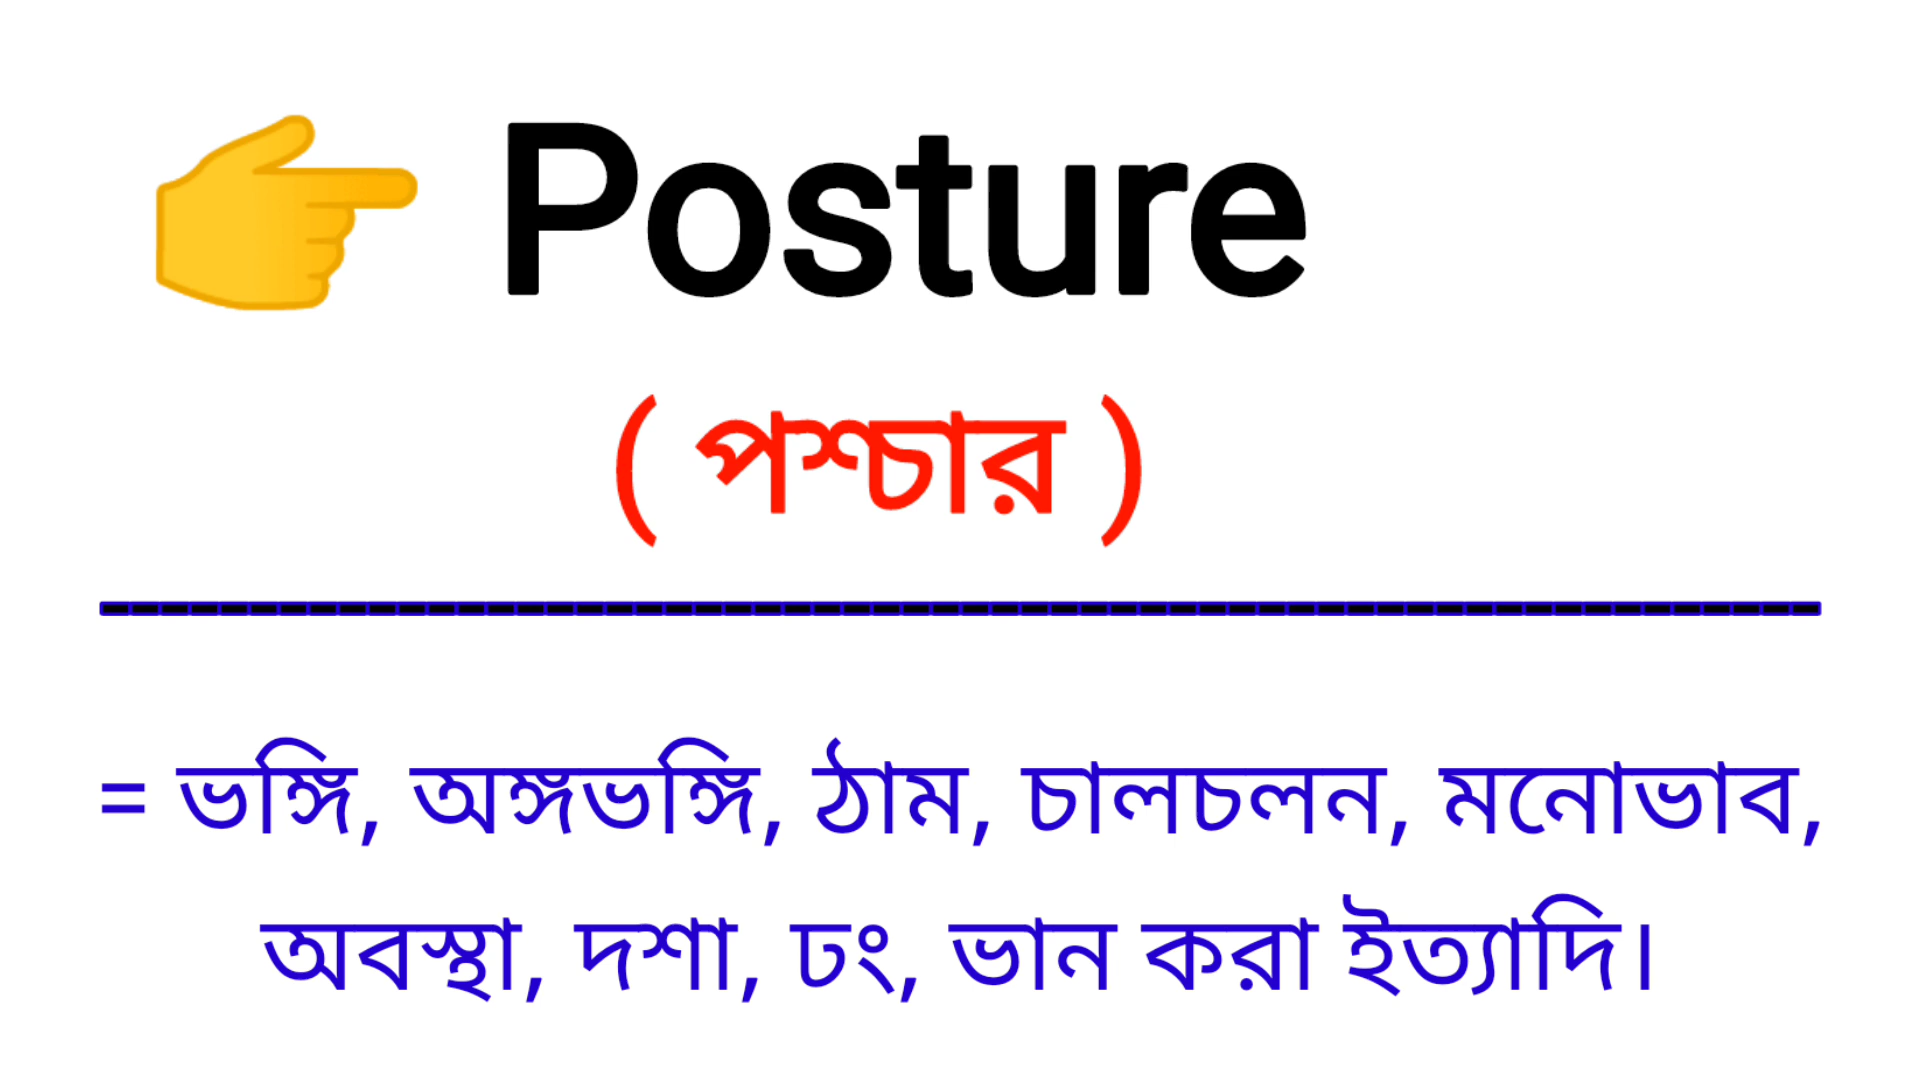 👉 Posture
( পশ্চার )
= ভঙ্গি, অঙ্গভঙ্গি, ঠাম, চালচলন, মনোভাব,
অবস্থা, দশা, ঢং, ভান করা ইত্যাদি।